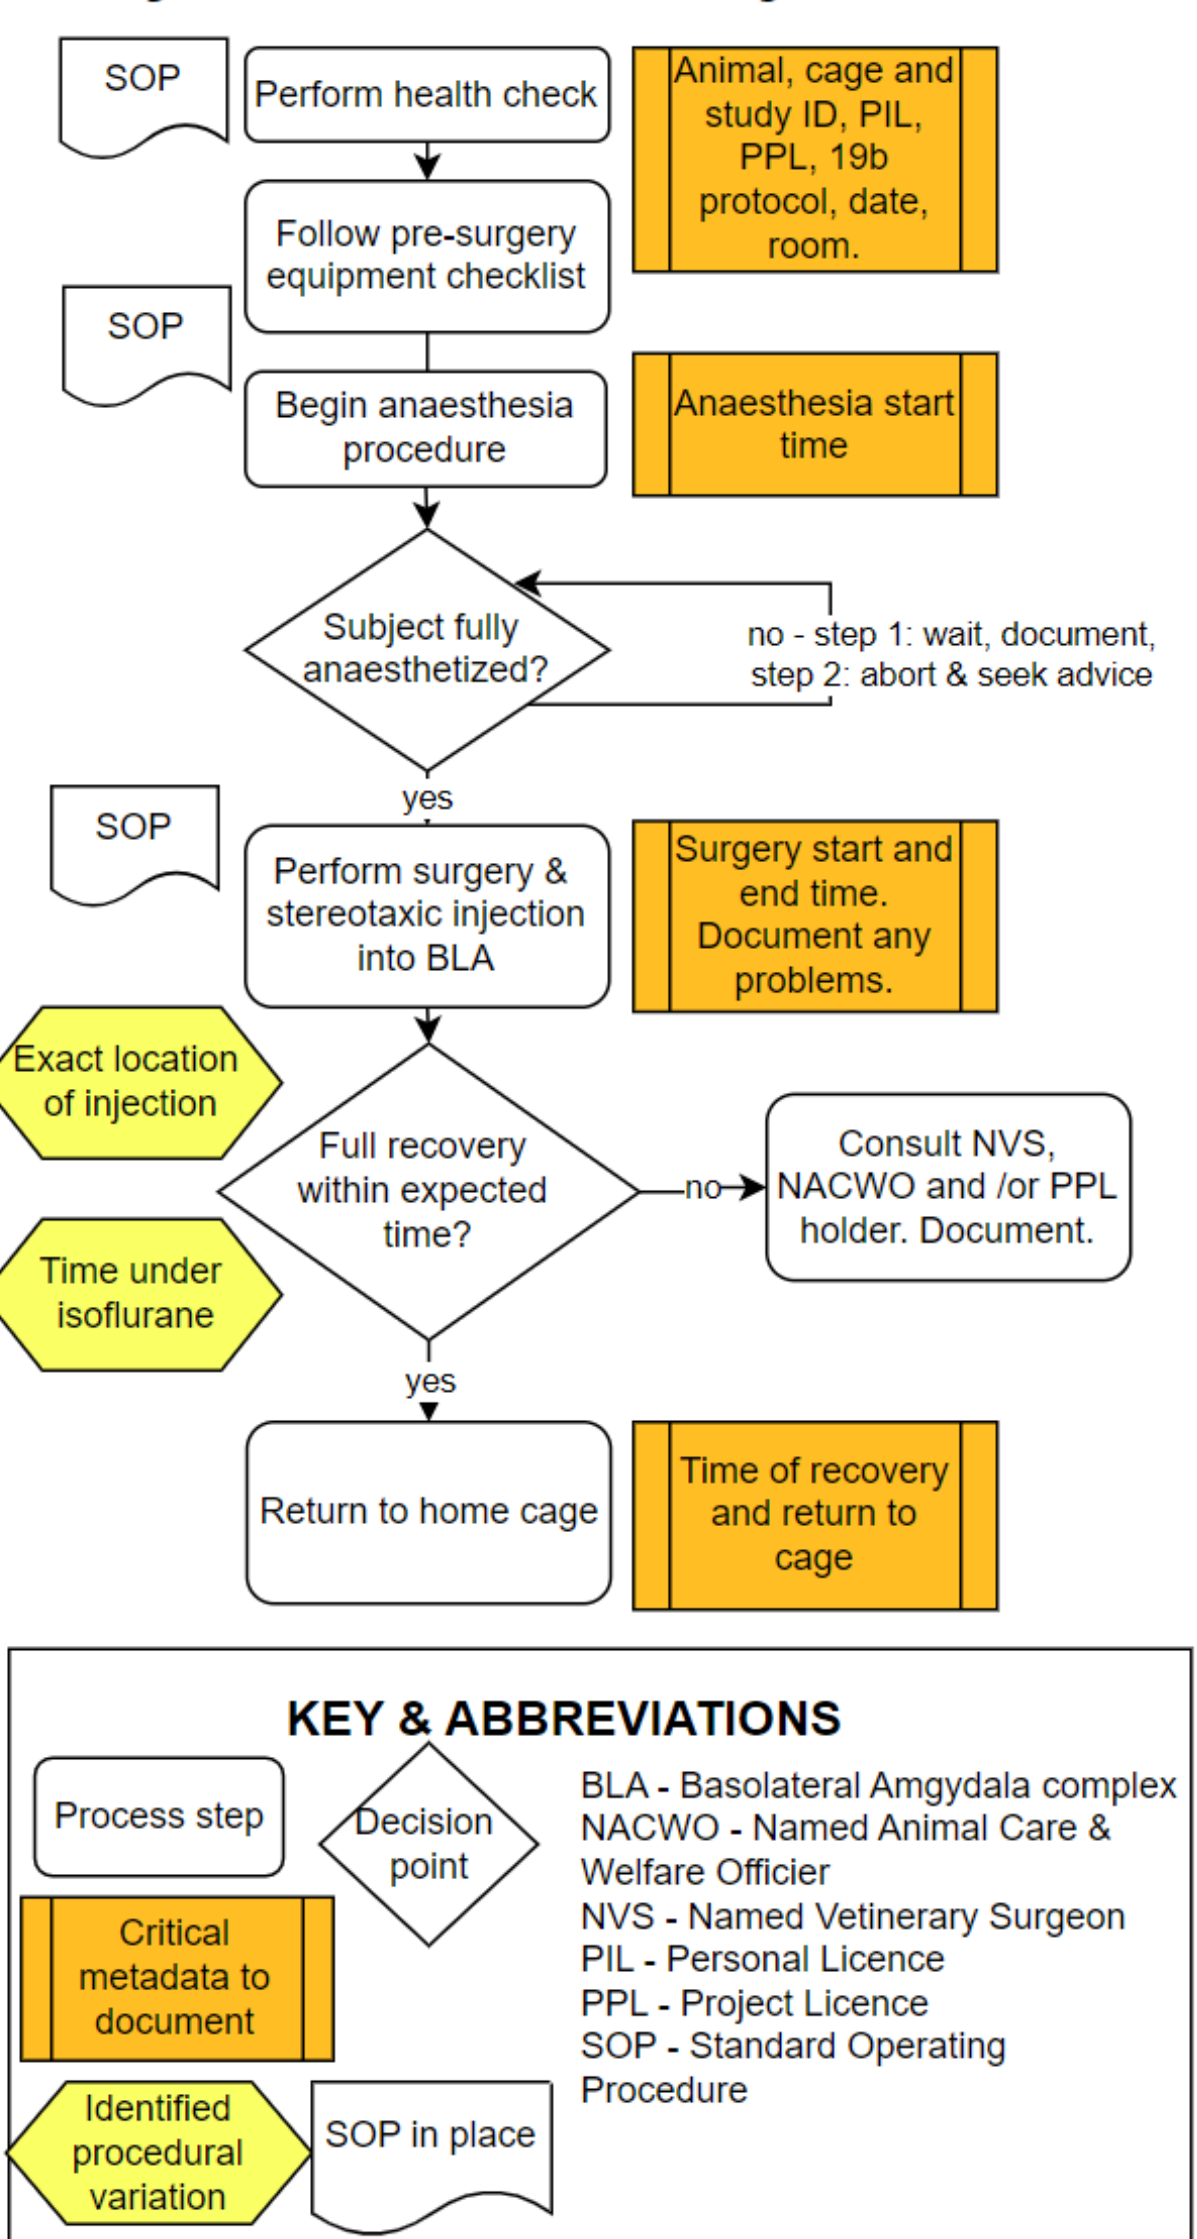 SOP
Perform health check
Animal, cage and
study ID, PIL,
PPL, 19b
protocol, date,
room.
Follow pre-surgery
equipment checklist
SOP
Begin anaesthesia
procedure
Anaesthesia start
time
Subject fully
anaesthetized?
no - step 1: wait, document,
step 2: abort & seek advice
yes
SOP
Perform surgery &
stereotaxic injection
into BLA
Surgery start and
end time.
Document any
problems.
Exact location
of injection
Full recovery
within expected
time?
no
Consult NVS,
NACWO and /or PPL
holder. Document.
Time under
isoflurane
yes
Return to home cage
Time of recovery
and return to
cage
KEY & ABBREVIATIONS
Process step
Decision
point
Critical
metadata to
document
Identified
procedural
variation
SOP in place
BLA - Basolateral Amgydala complex
NACWO - Named Animal Care &
Welfare Officier
NVS - Named Vetinerary Surgeon
PIL - Personal Licence
PPL - Project Licence
SOP - Standard Operating
Procedure